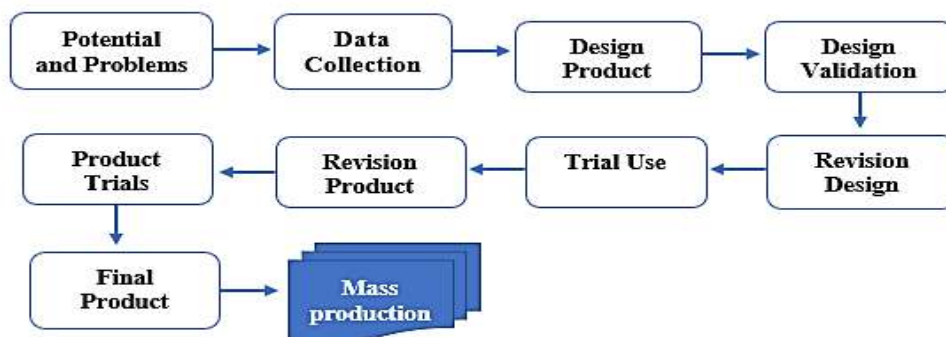 Potential
and Problems
Data
Collection
Design
Product
Design
Validation
Revision
Design
Trial Use
Revision
Product
Product
Trials
Final
Product
Mass
production